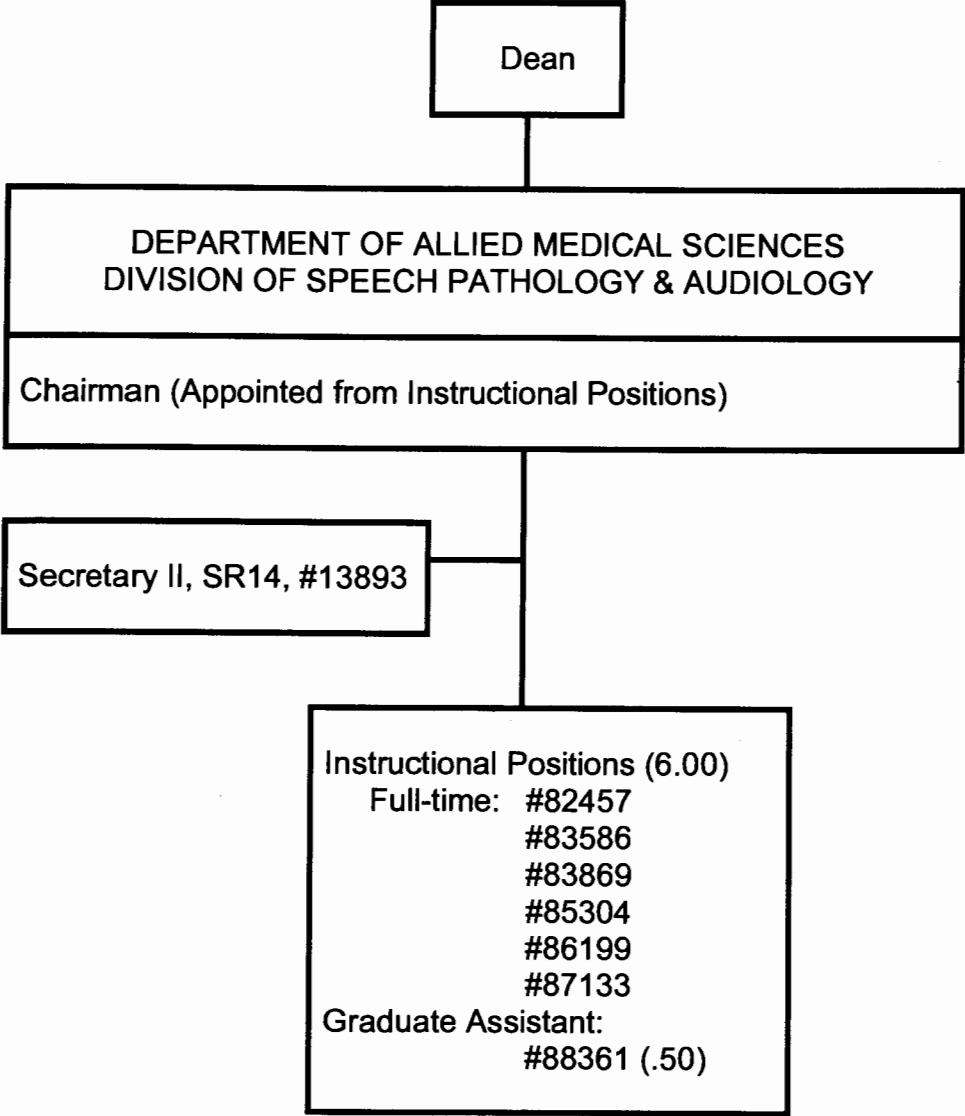 Dean
DEPARTMENT OF ALLIED MEDICAL SCIENCES
DIVISION OF SPEECH PATHOLOGY & AUDIOLOGY
Chairman (Appointed from Instructional Positions)
Secretary II, SR14, #13893
Instructional Positions (6.00)
Full-time: #82457
#83586
#83869
#85304
#86199
#87133
Graduate Assistant:
#88361 (.50)